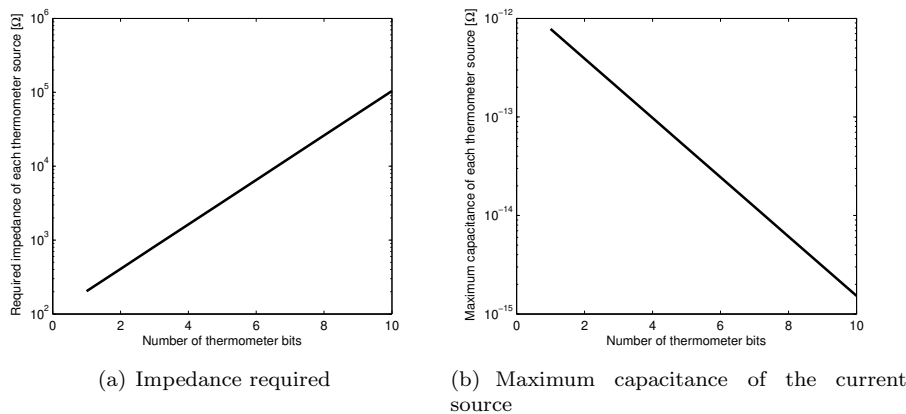 Required impedance of each thermometer source [Ω]
10^6
10^5
10^4
10^3
10^2
0 2 4 6 8 10
Number of thermometer bits
(a) Impedance required
Maximum capacitance of each thermometer source [Ω]
10^−12
10^−13
10^−14
10^−15
0 2 4 6 8 10
Number of thermometer bits
(b) Maximum capacitance of the current
source